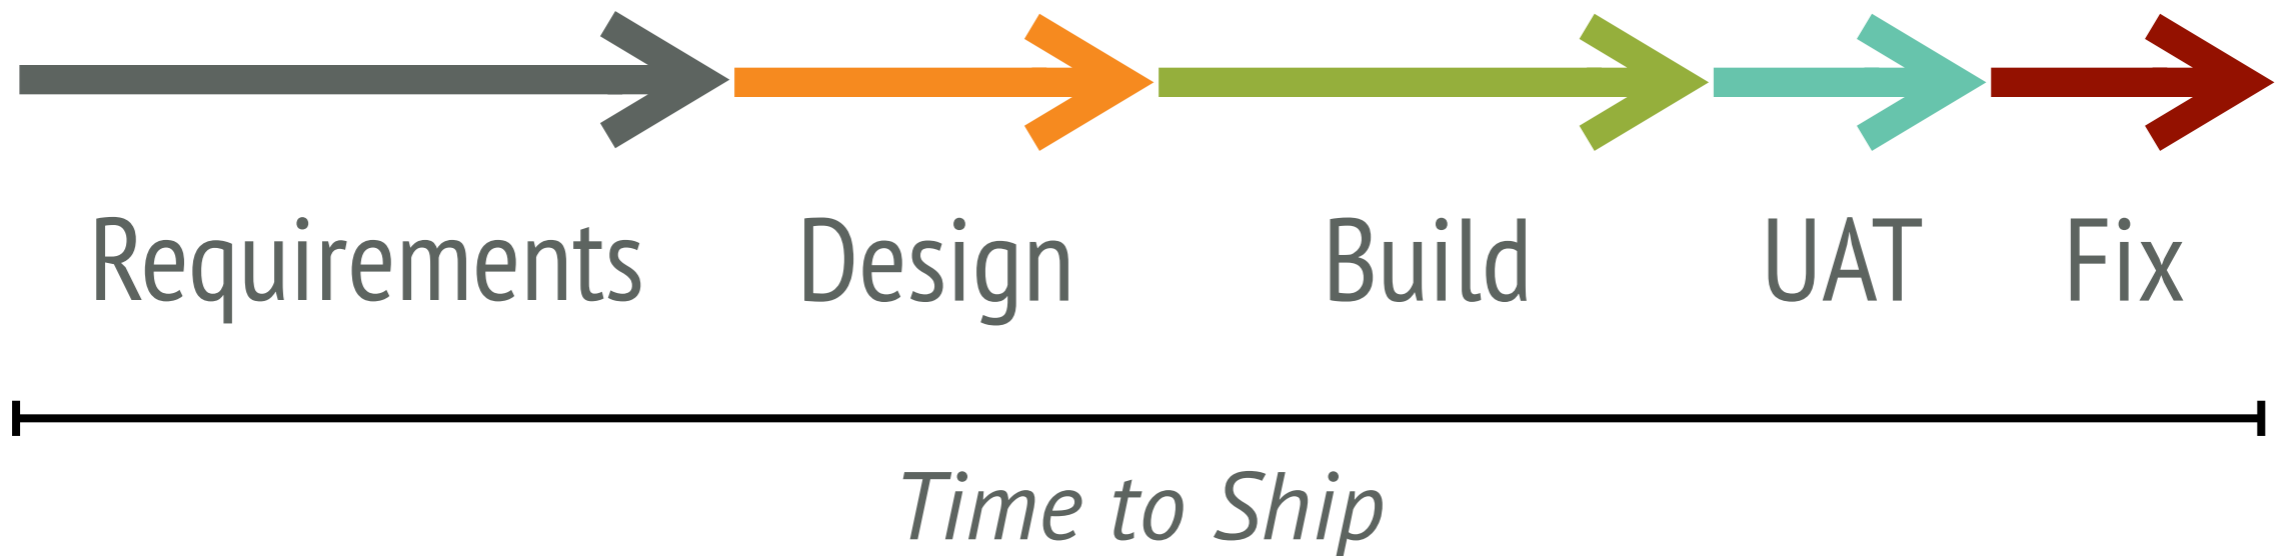 Requirements Design Build UAT Fix
Time to Ship